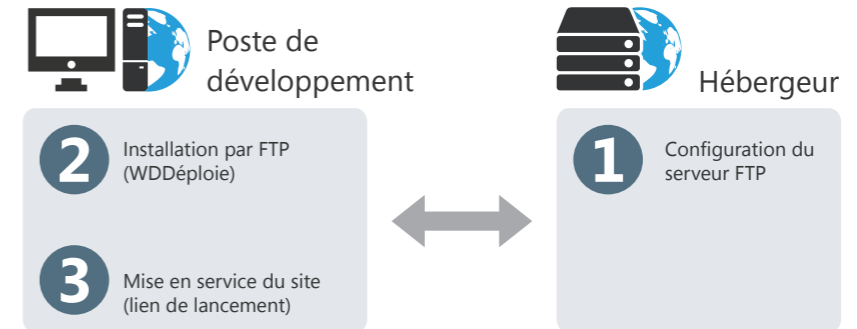 Poste de
développement
2
Installation par FTP
(WDDéploie)
3
Mise en service du site
(lien de lancement)
Hébergeur
1
Configuration du
serveur FTP